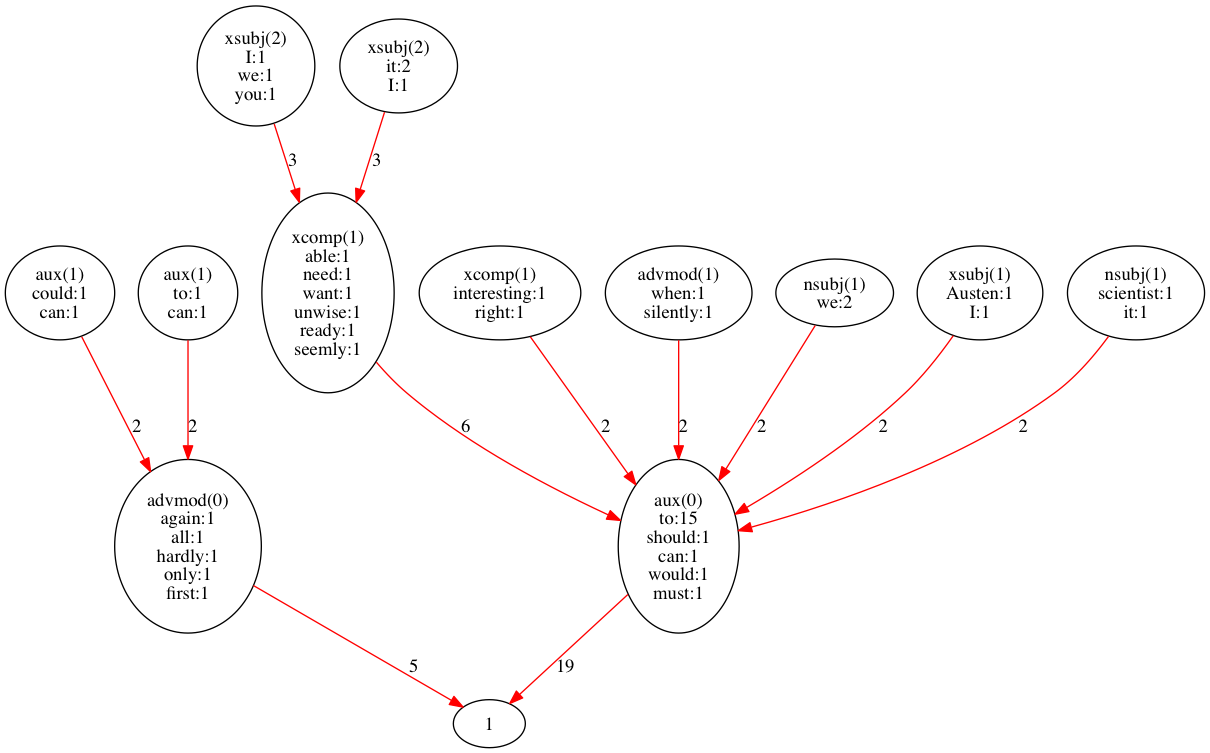 xsubj(2)
I:1
we:1
you:1
xsubj(2)
it:2
I:1
3
3
aux(1)
could:1
can:1
aux(1)
to:1
can:1
xcomp(1)
able:1
need:1
want:1
unwise:1
ready:1
seemly:1
xcomp(1)
interesting:1
right:1
advmod(1)
when:1
silently:1
nsubj(1)
we:2
xsubj(1)
Austen:1
I:1
nsubj(1)
scientist:1
it:1
2
2
6
2
2
2
2
2
advmod(0)
again:1
all:1
hardly:1
only:1
first:1
aux(0)
to:15
should:1
can:1
would:1
must:1
5
19
1